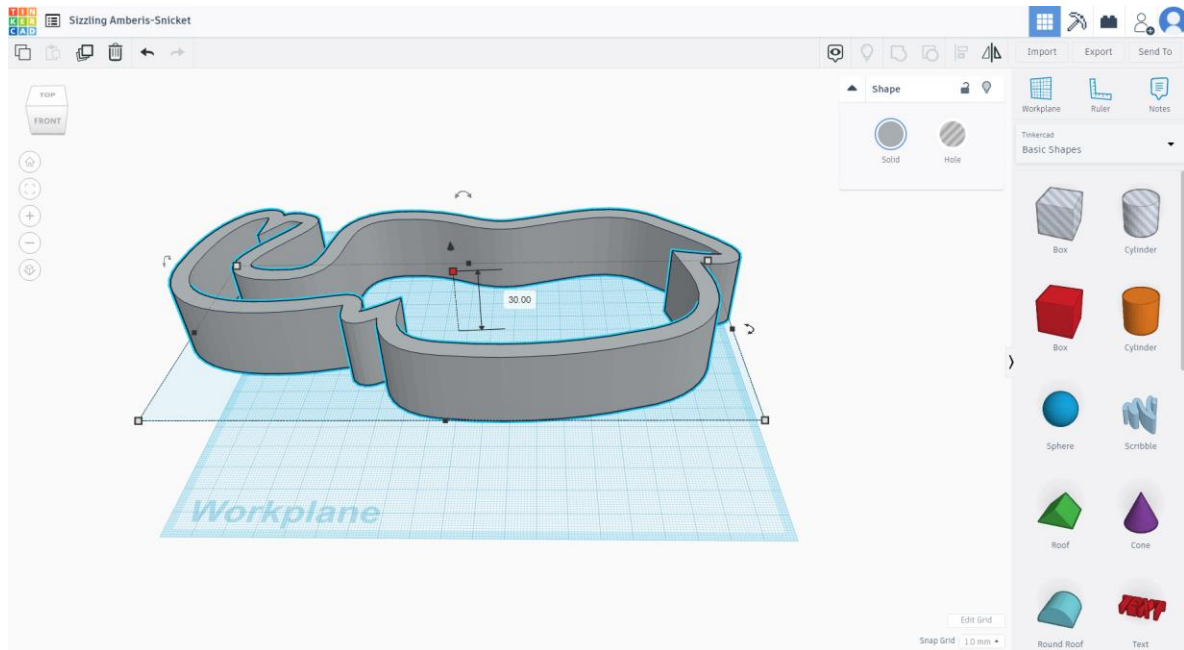 TIN
KER
CAD
Sizzling Amberis-Snicket
Import Export Send To
TOP
FRONT
Shape
Solid Hole
Workplane Ruler Notes
Tinkercad
Basic Shapes
Box Cylinder
Box Cylinder
Sphere Scribble
Roof Cone
TEXT
Round Roof Text
30.00
Workplane
Edit Grid
Snap Grid 1.0 mm